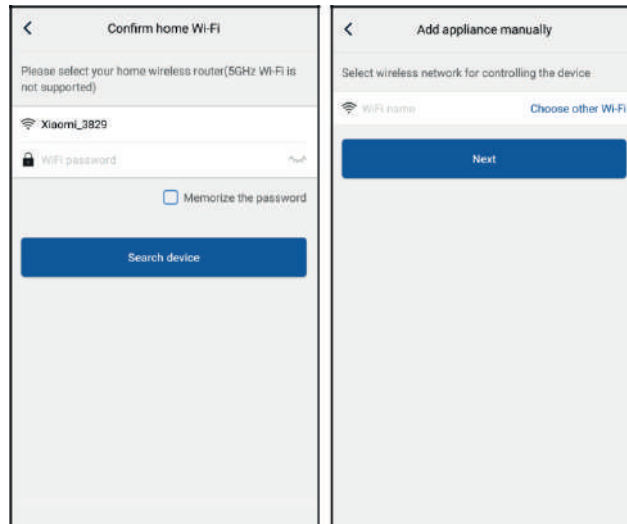 Confirm home Wi-Fi
Please select your home wireless router(5GHz Wi-Fi is
not supported)
Xiaomi_3829
WiFi password
Memorize the password
Search device
Add appliance manually
Select wireless network for controlling the device
WiFi name
Choose other Wi-Fi
Next